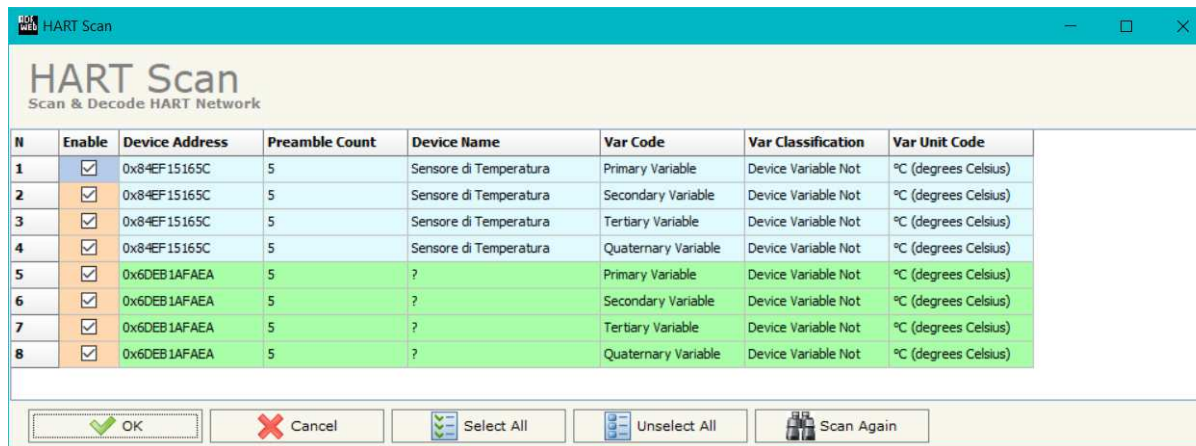 ADF WEB HART Scan
HART Scan
Scan & Decode HART Network
N Enable Device Address Preamble Count Device Name Var Code Var Classification Var Unit Code
1 0x84EF15165C 5 Sensore di Temperatura Primary Variable Device Variable Not °C (degrees Celsius)
2 0x84EF15165C 5 Sensore di Temperatura Secondary Variable Device Variable Not °C (degrees Celsius)
3 0x84EF15165C 5 Sensore di Temperatura Tertiary Variable Device Variable Not °C (degrees Celsius)
4 0x84EF15165C 5 Sensore di Temperatura Quaternary Variable Device Variable Not °C (degrees Celsius)
5 0x6DEB1AFAEA 5 ? Primary Variable Device Variable Not °C (degrees Celsius)
6 0x6DEB1AFAEA 5 ? Secondary Variable Device Variable Not °C (degrees Celsius)
7 0x6DEB1AFAEA 5 ? Tertiary Variable Device Variable Not °C (degrees Celsius)
8 0x6DEB1AFAEA 5 ? Quaternary Variable Device Variable Not °C (degrees Celsius)
OK Cancel Select All Unselect All Scan Again